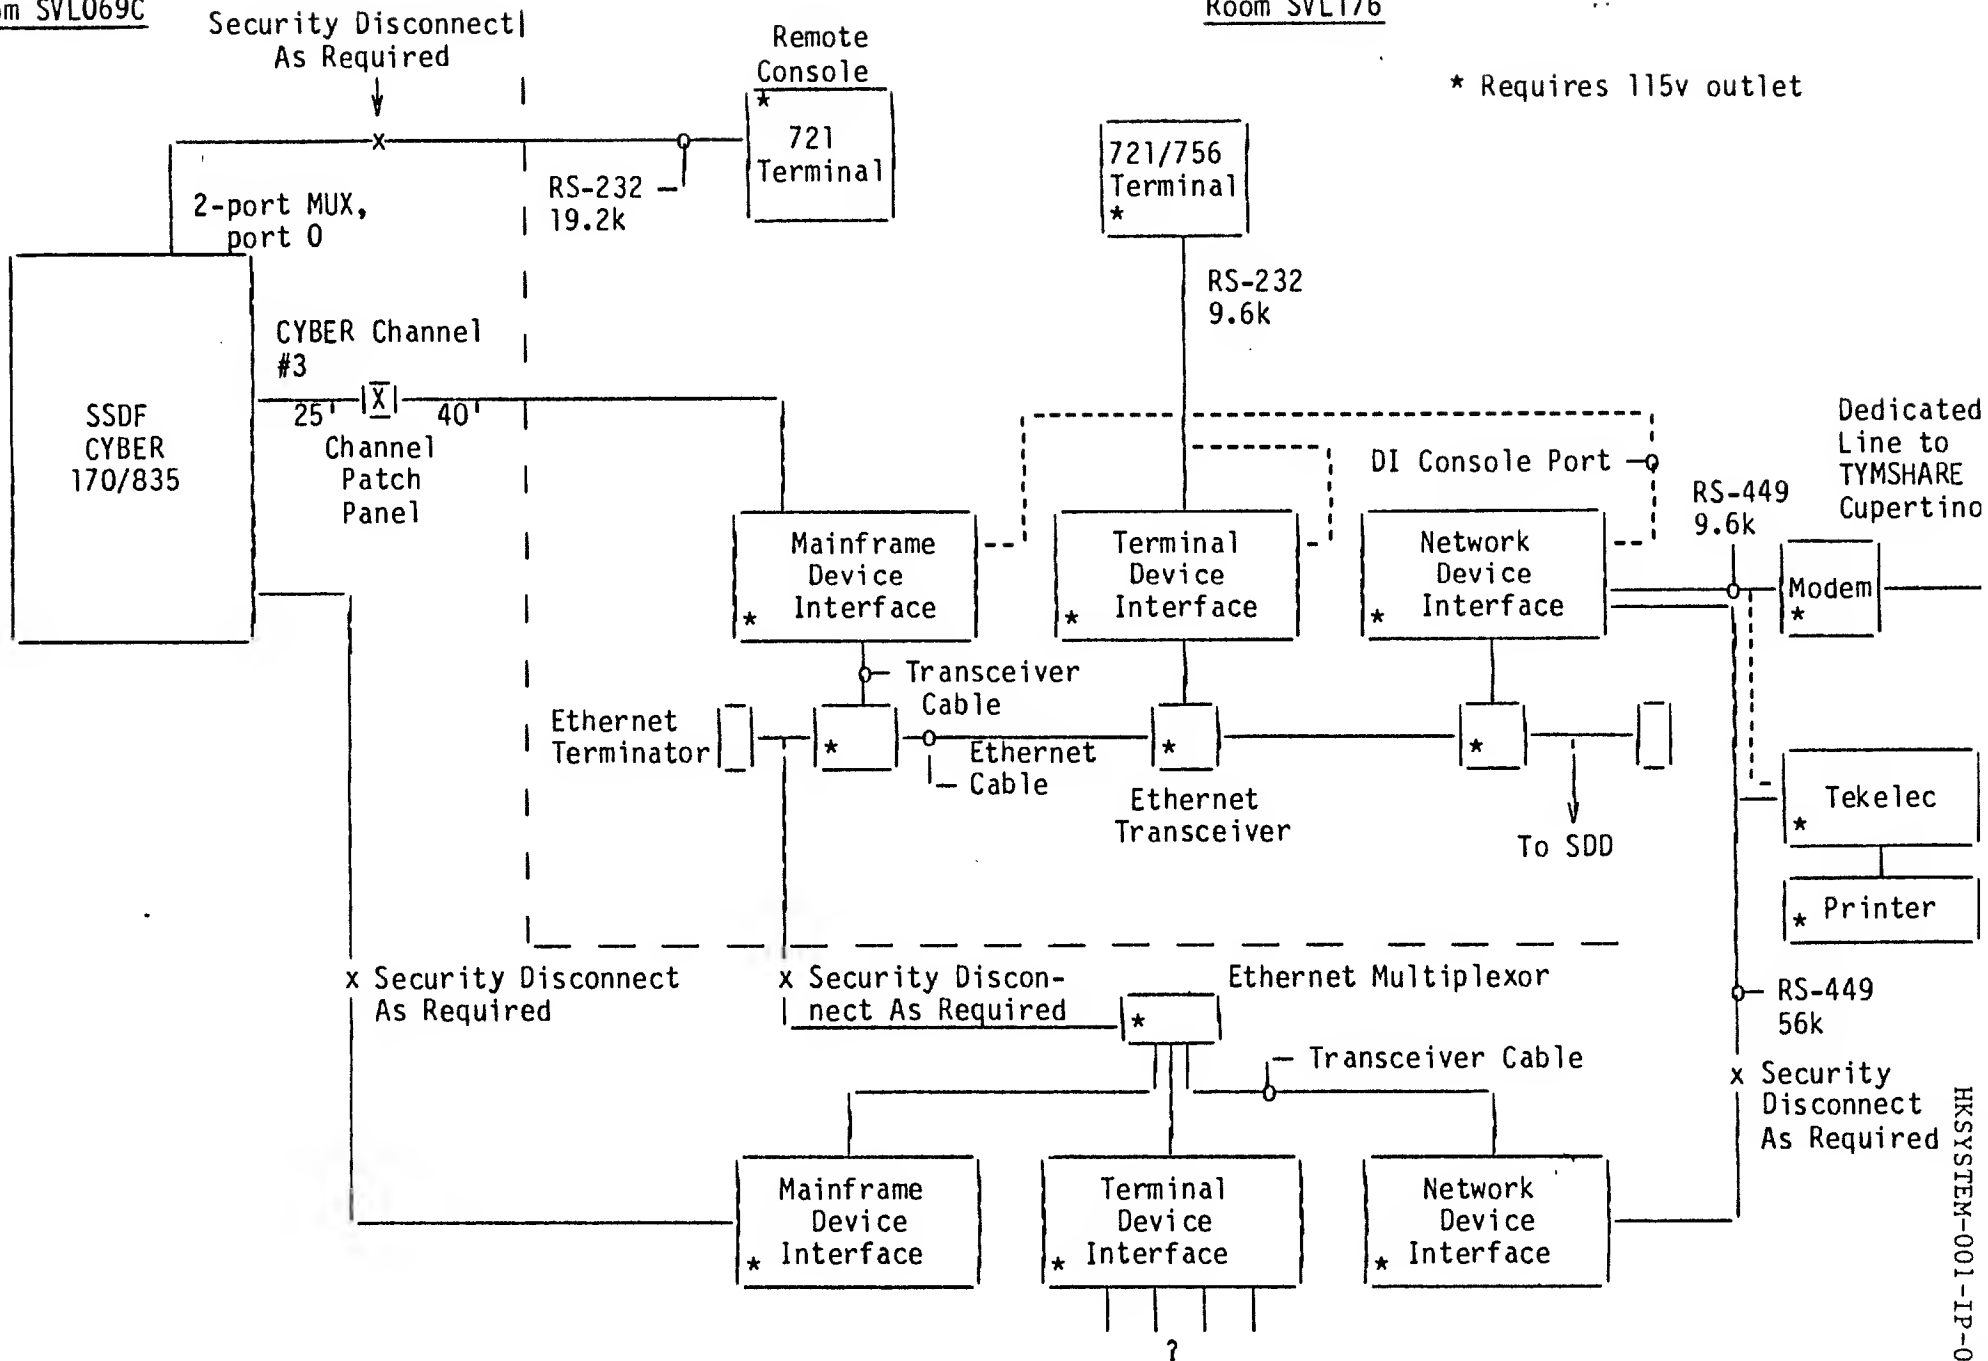 om SVL069C
Room SVL176
Security Disconnect
As Required
Remote
Console
* Requires 115v outlet
*
721
Terminal
721/756
Terminal
*
RS-232
19.2k
2-port MUX,
port 0
RS-232
9.6k
CYBER Channel
#3
SSDF
CYBER
170/835
25'
X
40'
Channel
Patch
Panel
DI Console Port
Dedicated
Line to
TYMSHARE
Cupertino
RS-449
9.6k
Mainframe
Device
* Interface
Terminal
Device
* Interface
Network
Device
* Interface
Modem
*
Transceiver
Cable
Ethernet
Terminator
*
*
*
Ethernet
Cable
Ethernet
Transceiver
To SDD
Tekelec
*
* Printer
x Security Disconnect
As Required
x Security Discon-
nect As Required
Ethernet Multiplexor
*
RS-449
56k
Transceiver Cable
x Security
Disconnect
As Required
Mainframe
Device
* Interface
Terminal
Device
* Interface
Network
Device
* Interface
?
HKSYSTEM-001-IP-0